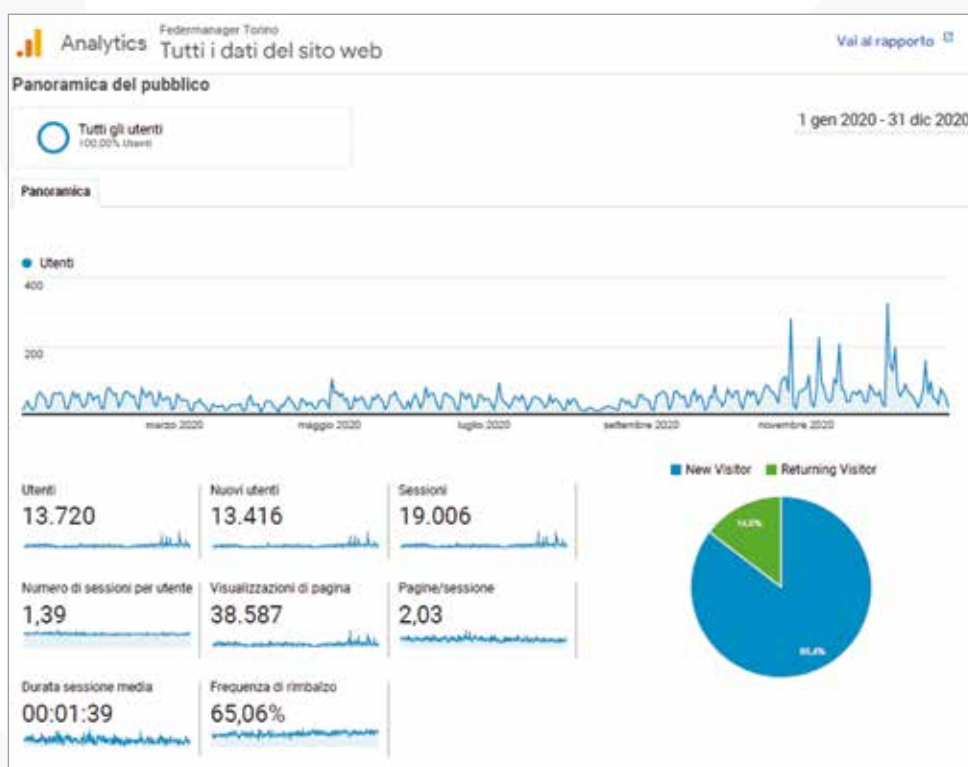 Analytics
Federmanager Torino
Tutti i dati del sito web
Vai al rapporto
Panoramica del pubblico
Tutti gli utenti
100,00% Utenti
1 gen 2020 - 31 dic 2020
Panoramica
Utenti
400
200
marzo 2020
maggio 2020
luglio 2020
settembre 2020
novembre 2020
New Visitor
Returning Visitor
Utenti
13.720
Nuovi utenti
13.416
Sessioni
19.006
Numero di sessioni per utente
1,39
Visualizzazioni di pagina
38.587
Pagine/sessione
2,03
Durata sessione media
00:01:39
Frequenza di rimbalzo
65,06%